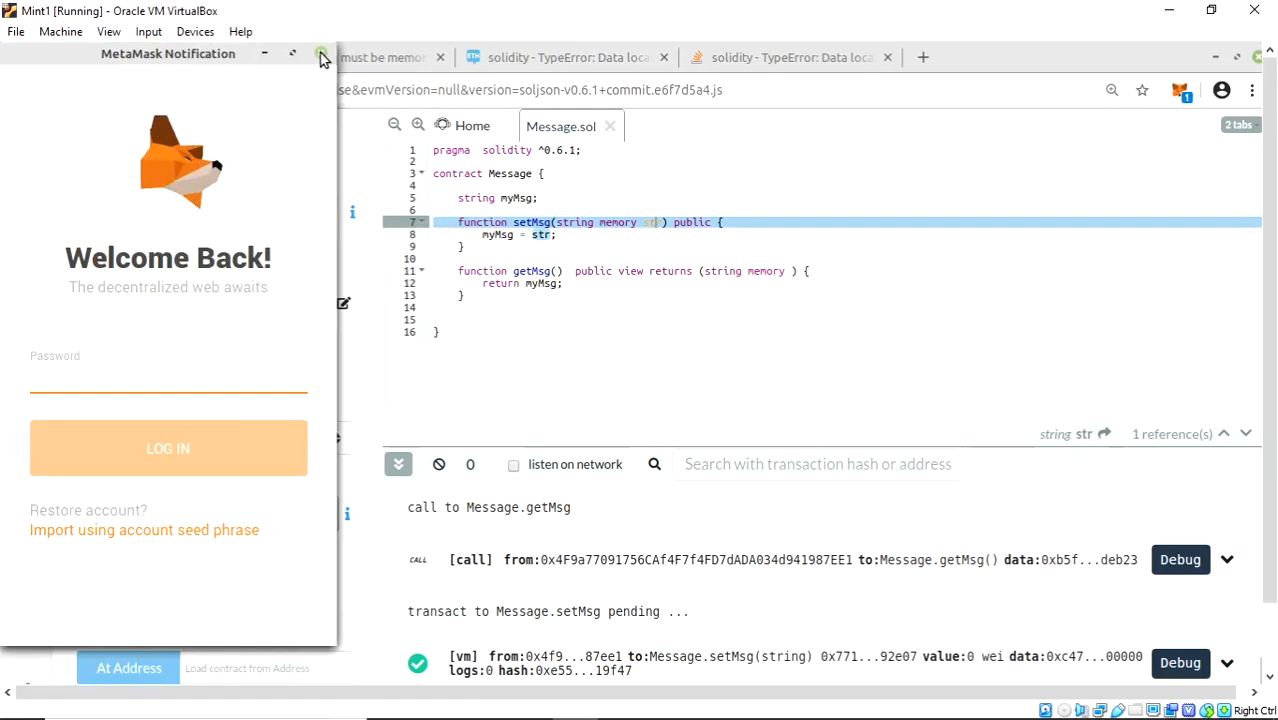 Mint1 [Running] - Oracle VM VirtualBox
File Machine View Input Devices Help
MetaMask Notification
must be memor
solidity - TypeError: Data loca
solidity - TypeError: Data loca
se&evmVersion=null&version=soljson-v0.6.1+commit.e6f7d5a4.js
1
Home
Message.sol
2 tabs
1 pragma solidity ^0.6.1;
2
3 contract Message {
4
5 string myMsg;
6
7 function setMsg(string memory str) public {
8 myMsg = str;
9 }
10
11 function getMsg() public view returns (string memory ) {
12 return myMsg;
13 }
14
15
16 }
Welcome Back!
The decentralized web awaits
Password
LOG IN
Restore account?
Import using account seed phrase
string str 1 reference(s)
0 listen on network Search with transaction hash or address
call to Message.getMsg
CALL [call] from:0x4F9a77091756CAf4F7f4FD7dADA034d941987EE1 to:Message.getMsg() data:0xb5f...deb23 Debug
transact to Message.setMsg pending ...
[vm] from:0x4f9...87ee1 to:Message.setMsg(string) 0x771...92e07 value:0 wei data:0xc47...00000 Debug
logs:0 hash:0xe55...19f47
At Address Load contract from Address
Right Ctrl